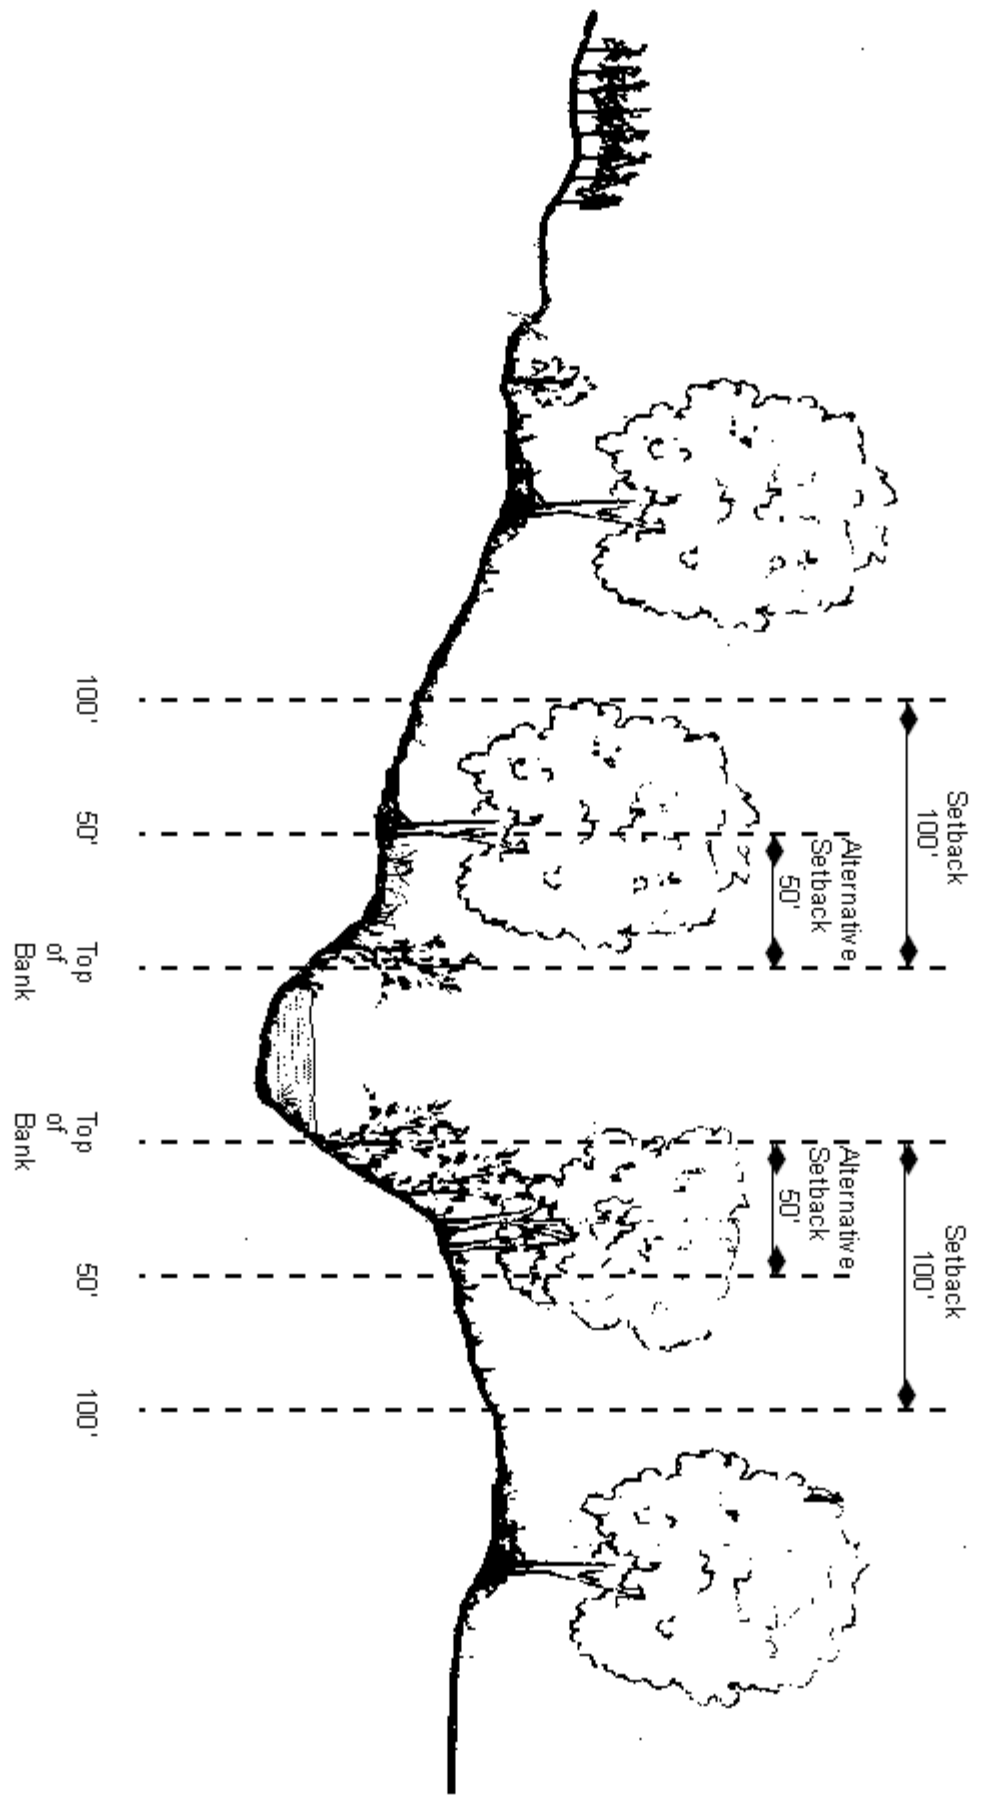 Setback
100'
Alternative
Setback
50'
Alternative
Setback
50'
Setback
100'
100'
50'
Top
of
Bank
Top
of
Bank
50'
100'